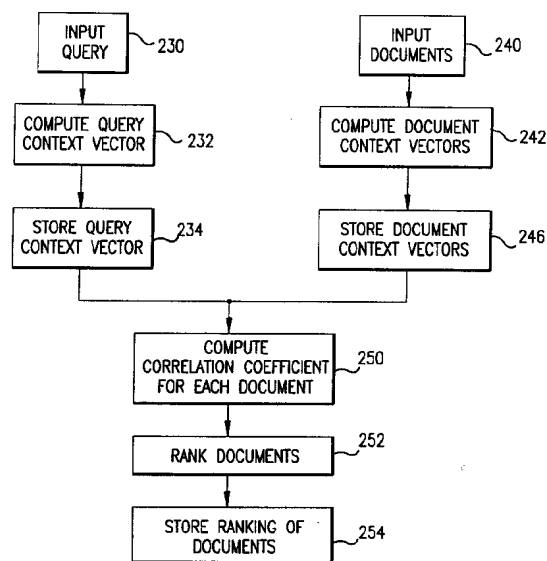 INPUT
QUERY
230
COMPUTE QUERY
CONTEXT VECTOR
232
STORE QUERY
CONTEXT VECTOR
234
INPUT
DOCUMENTS
240
COMPUTE DOCUMENT
CONTEXT VECTORS
242
STORE DOCUMENT
CONTEXT VECTORS
246
COMPUTE
CORRELATION COEFFICIENT
FOR EACH DOCUMENT
250
RANK DOCUMENTS
252
STORE RANKING OF
DOCUMENTS
254